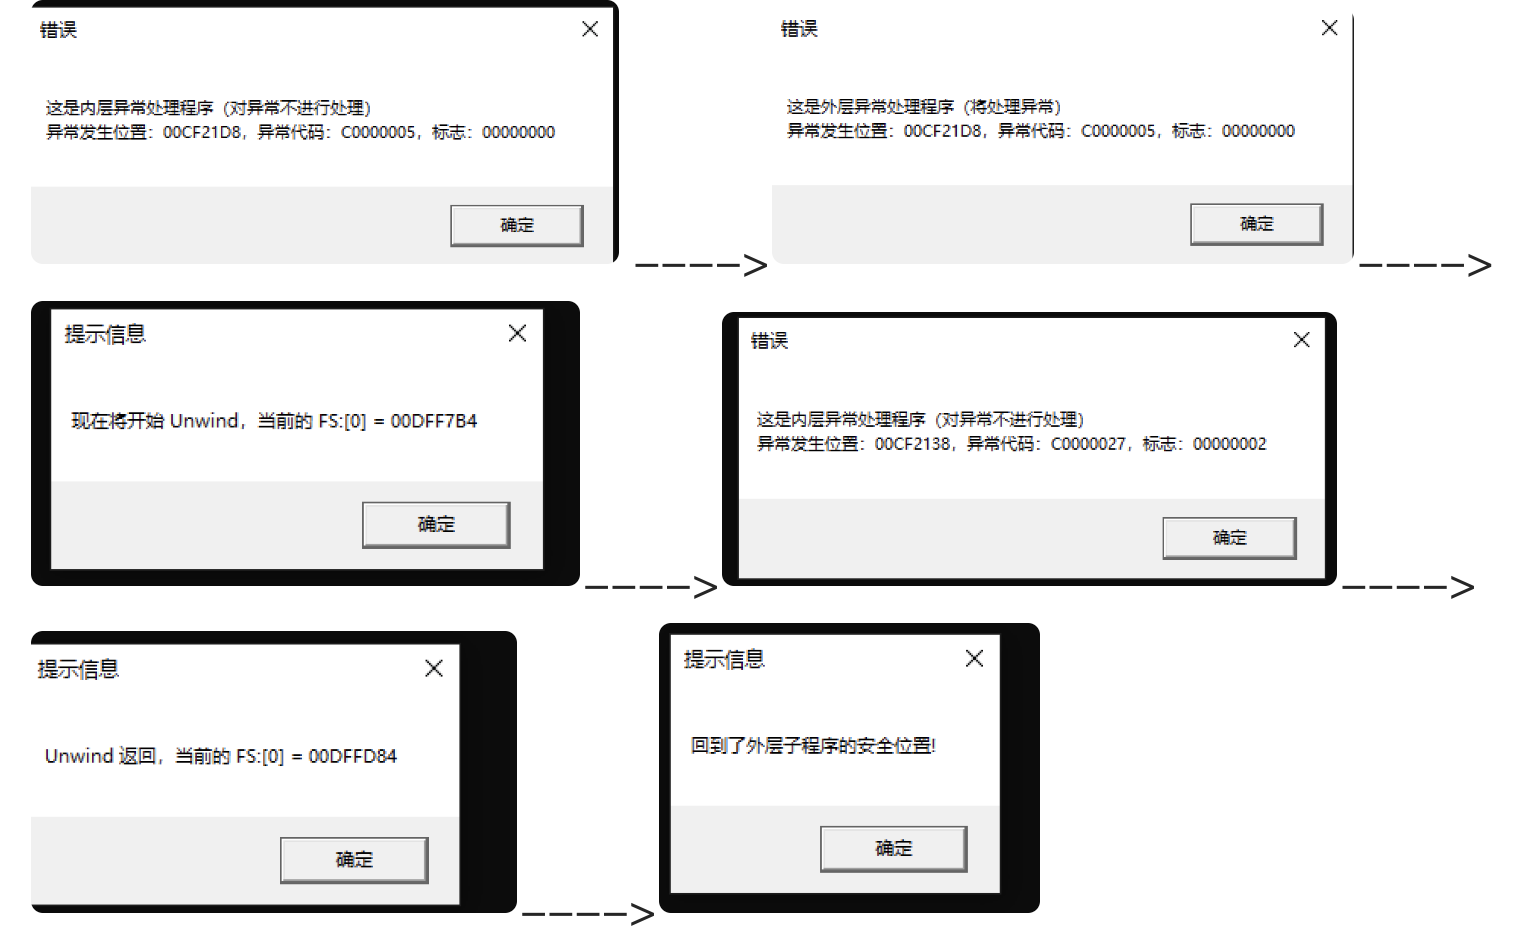 错误
这是内层异常处理程序（对异常不进行处理）
异常发生位置：00CF21D8，异常代码：C0000005，标志：00000000
确定
---->
错误
这是外层异常处理程序（将处理异常）
异常发生位置：00CF21D8，异常代码：C0000005，标志：00000000
确定
---->
提示信息
现在将开始 Unwind，当前的 FS:[0] = 00DFF7B4
确定
---->
错误
这是内层异常处理程序（对异常不进行处理）
异常发生位置：00CF2138，异常代码：C0000027，标志：00000002
确定
---->
提示信息
Unwind 返回，当前的 FS:[0] = 00DFFD84
确定
---->
提示信息
回到了外层子程序的安全位置!
确定